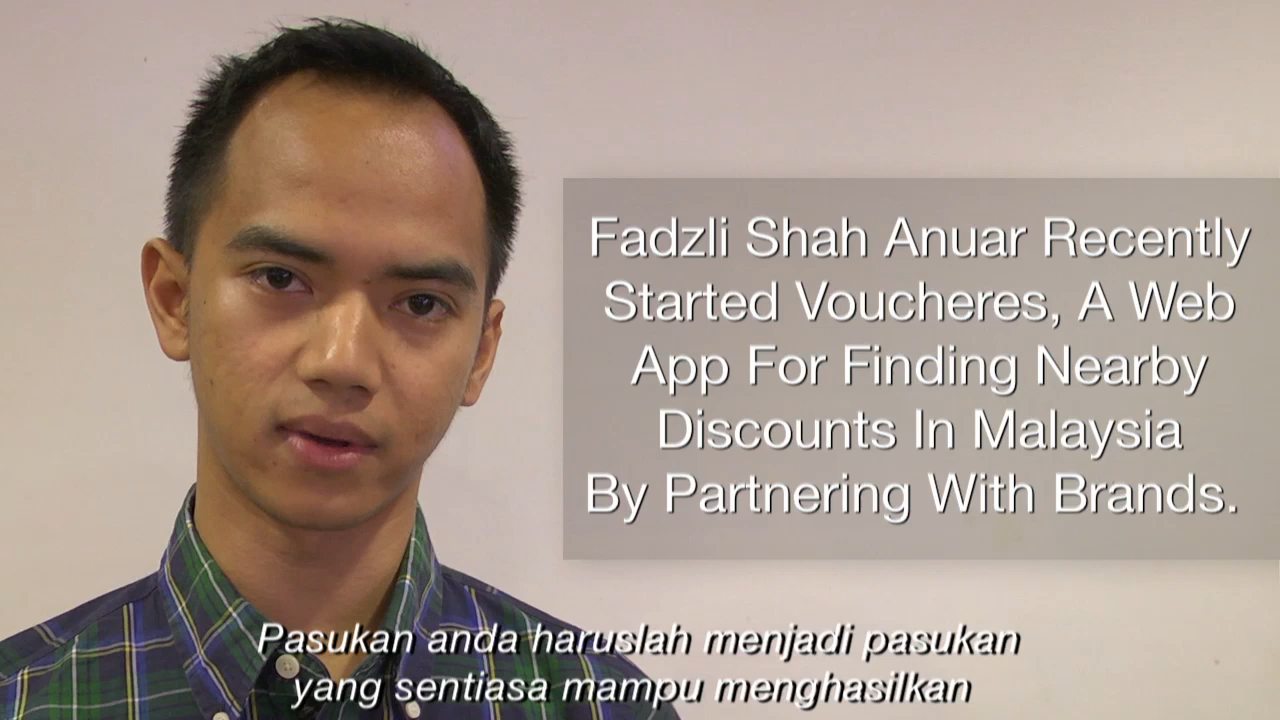 Fadzli Shah Anuar Recently
Started Voucheres, A Web
App For Finding Nearby
Discounts In Malaysia
By Partnering With Brands.
Pasukan anda haruslah menjadi pasukan
yang sentiasa mampu menghasilkan